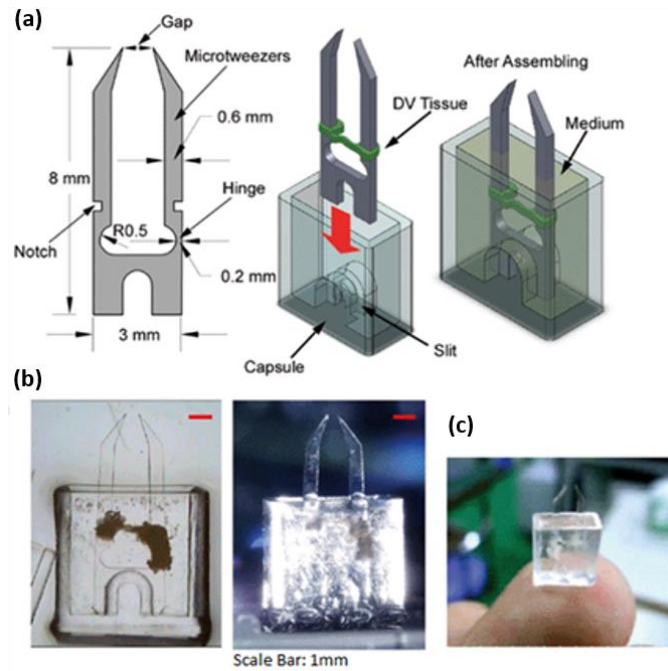 (a)
Gap
Microtweezers
0.6 mm
8 mm
Hinge
R0.5
Notch
0.2 mm
3 mm
DV Tissue
Capsule
Slit
After Assembling
Medium
(b)
(c)
Scale Bar: 1mm